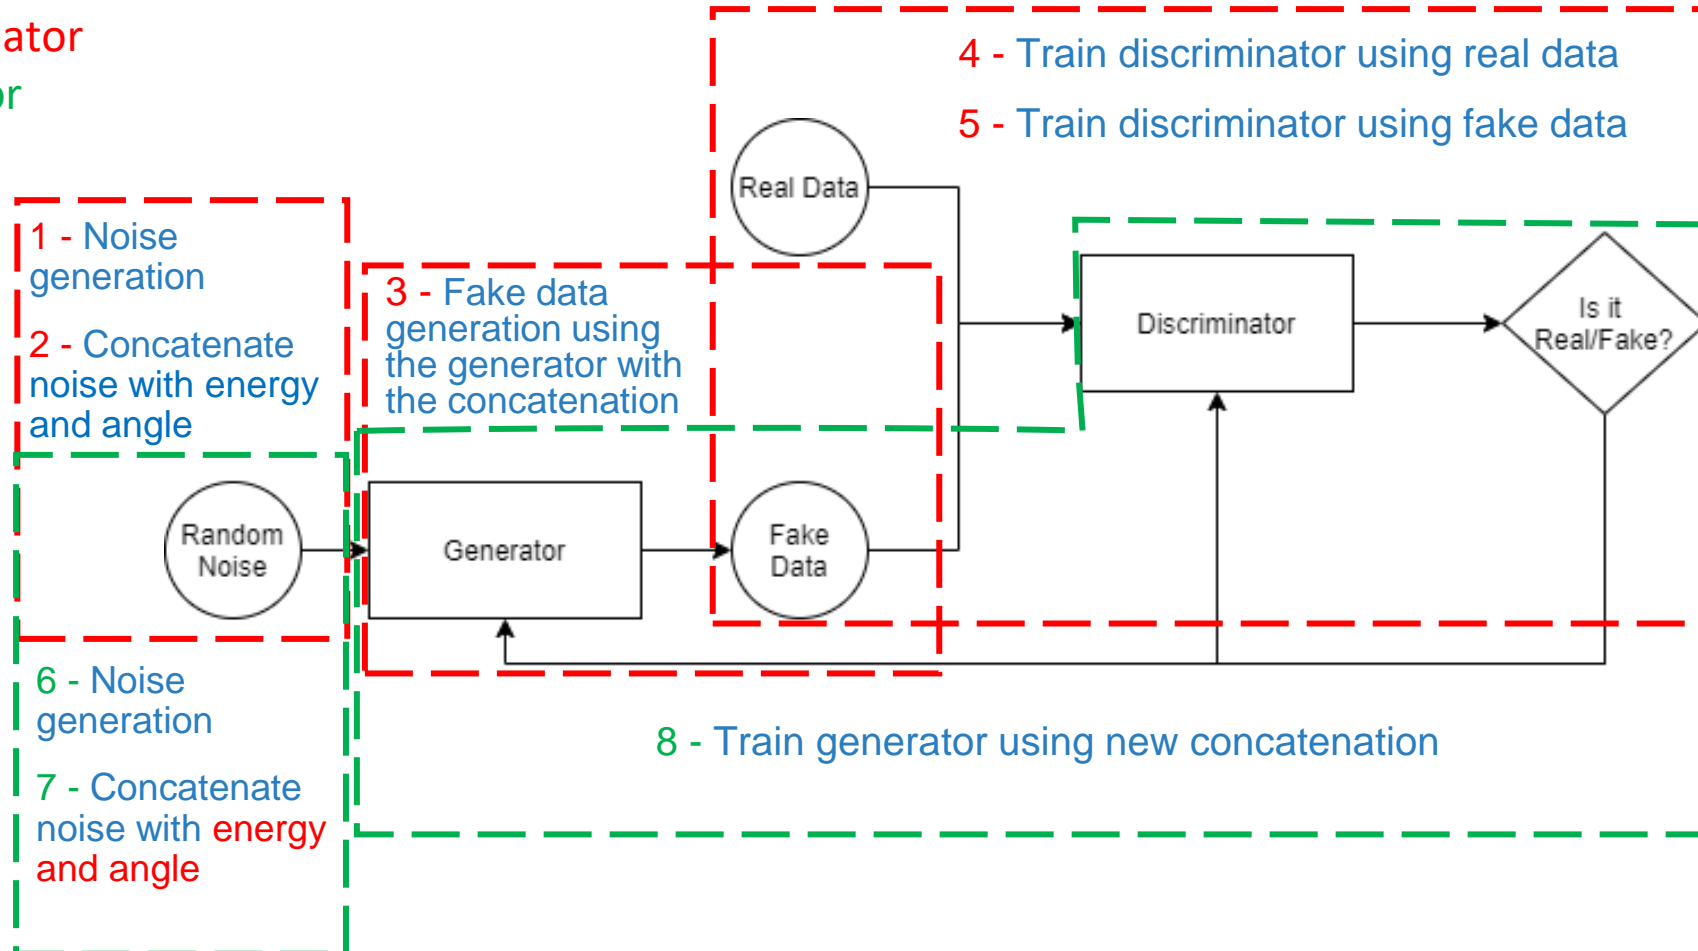 ator
or
4 - Train discriminator using real data
5 - Train discriminator using fake data
Real Data
1 - Noise
generation
2 - Concatenate
noise with energy
and angle
3 - Fake data
generation using
the generator with
the concatenation
Discriminator
Is it
Real/Fake?
Random
Noise
Generator
Fake
Data
6 - Noise
generation
7 - Concatenate
noise with energy
and angle
8 - Train generator using new concatenation